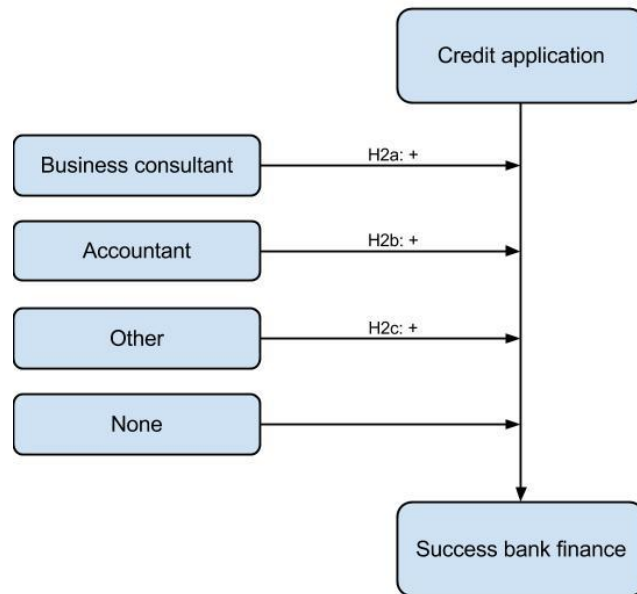 Credit application
Business consultant
H2a: +
Accountant
H2b: +
Other
H2c: +
None
Success bank finance